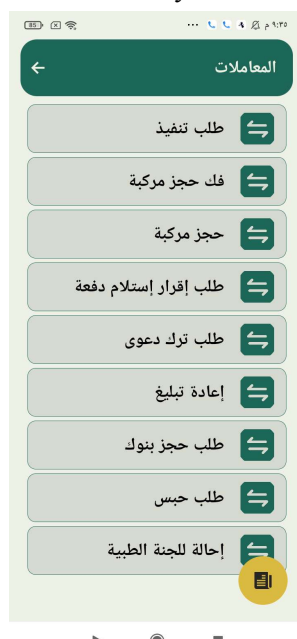 ٩:٣٥ م
85
المعاملات
طلب تنفيذ
فك حجز مركبة
حجز مركبة
طلب إقرار إستلام دفعة
طلب ترك دعوى
إعادة تبليغ
طلب حجز بنوك
طلب حبس
إحالة للجنة الطبية